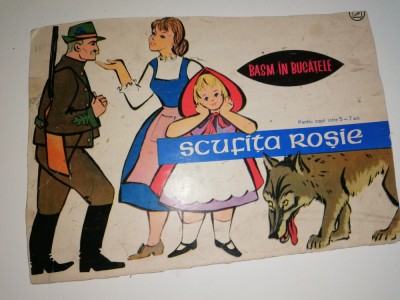 BASM ÎN BUCĂȚELE
Pentru copii între 5 – 7 ani
scufița roșie